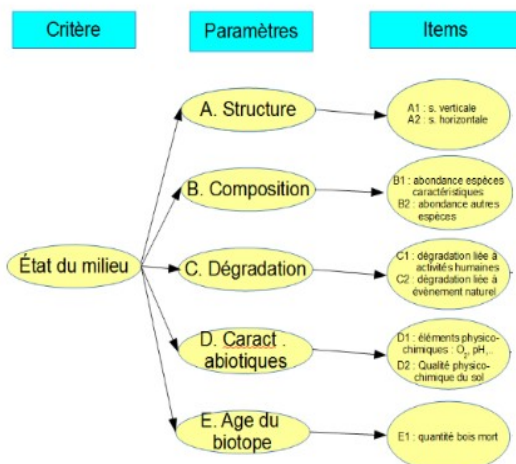 Critère
Paramètres
Items
État du milieu
A. Structure
A1 : s. verticale
A2 : s. horizontale
B. Composition
B1 : abondance espèces
caractéristiques
B2 : abondance autres
espèces
C. Dégradation
C1 : dégradation liée à
activités humaines
C2 : dégradation liée à
évènement naturel
D. Caract .
abiotiques
D1 : éléments physico-
chimiques : O2, pH,..
D2 : Qualité physico-
chimique du sol
E. Age du
biotope
E1 : quantité bois mort